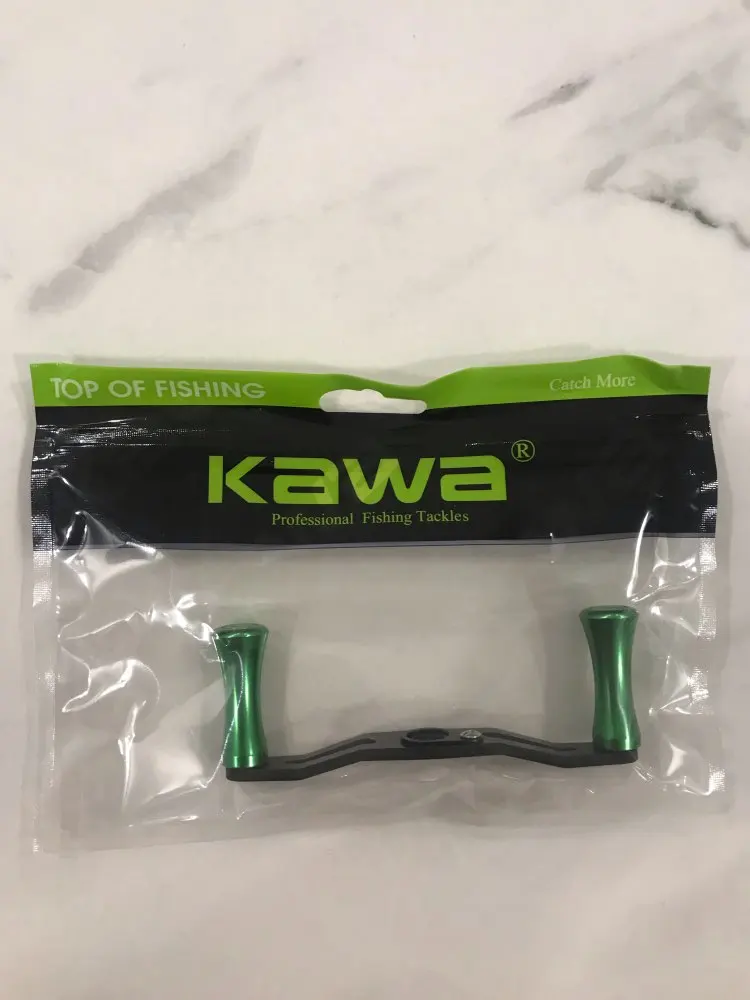 TOP OF FISHING
Catch More
KAWA®
Professional Fishing Tackles